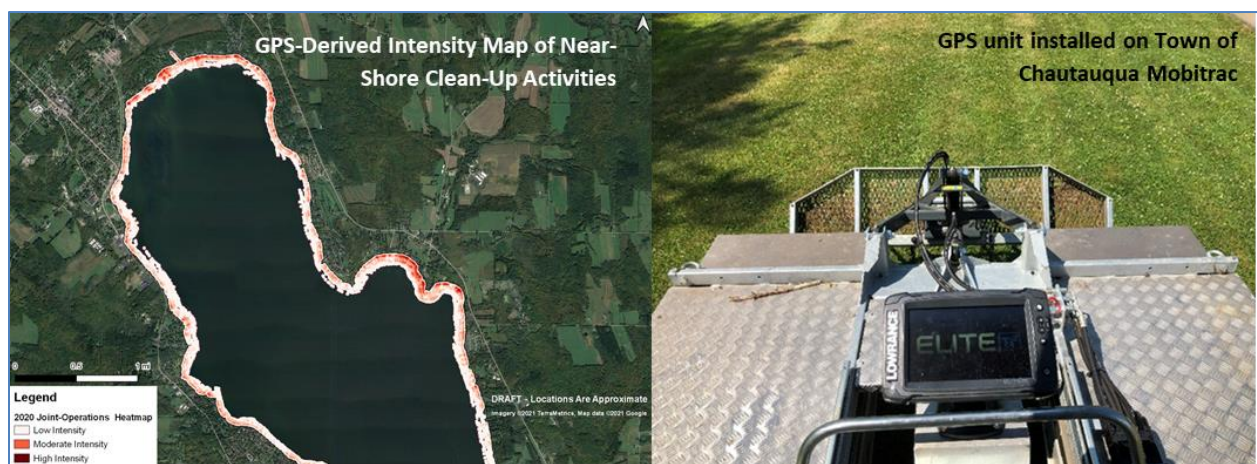 GPS-Derived Intensity Map of Near-
Shore Clean-Up Activities
0 0.5 1 mi
Legend
2020 Joint-Operations Heatmap
Low Intensity
Moderate Intensity
High Intensity
DRAFT - Locations Are Approximate
Imagery ©2021 TerraMetrics, Map data ©2021 Google
GPS unit installed on Town of
Chautauqua Mobitrac
LOWRANCE
ELITE